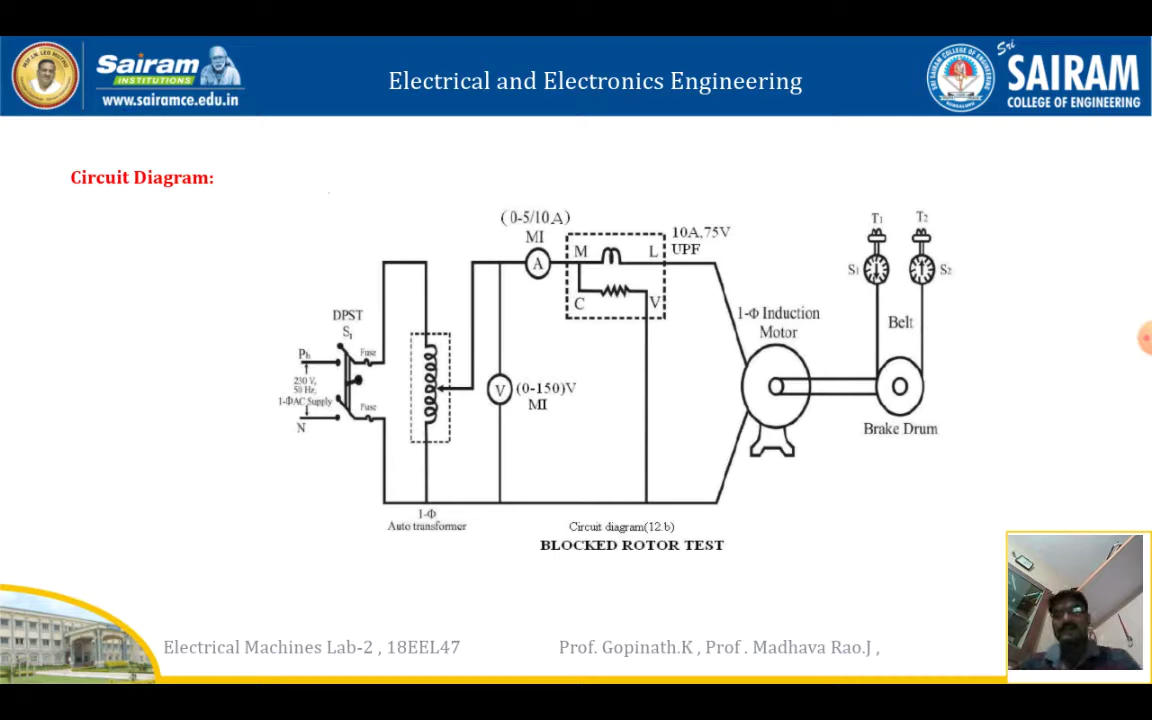 Sairam
INSTITUTIONS
www.sairamce.edu.in
Electrical and Electronics Engineering
Sri
SAIRAM
COLLEGE OF ENGINEERING
Circuit Diagram:
(0-5/10A)
MI
A
M
L
C
V
10A,75V
UPF
T1
T2
S1
S2
1-Φ Induction
Motor
Belt
Brake Drum
DPST
S1
Fuse
Ph
230 V,
50 Hz,
1-ΦAC Supply
N
Fuse
V
(0-150)V
MI
1-Φ
Auto transformer
Circuit diagram(12.b)
BLOCKED ROTOR TEST
Electrical Machines Lab-2 , 18EEL47
Prof. Gopinath.K , Prof . Madhava Rao.J ,